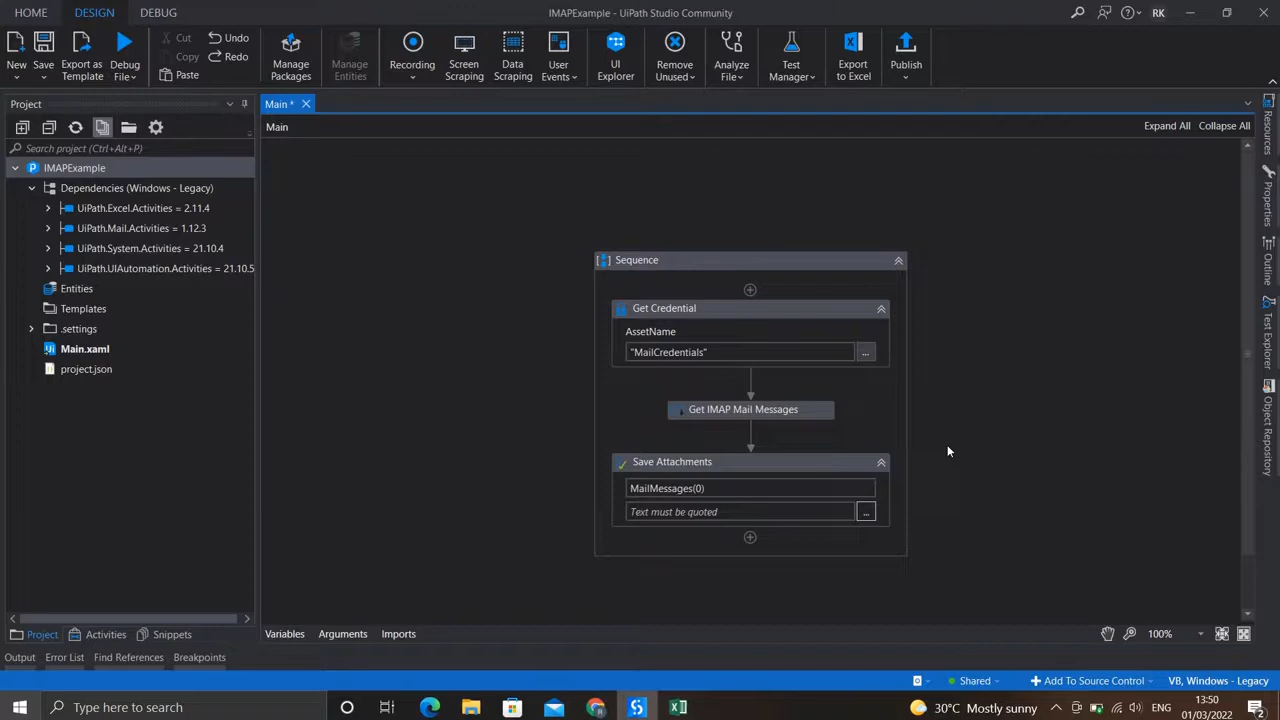 HOME
DESIGN
DEBUG
IMAPExample - UiPath Studio Community
RK
New
Save
Export as
Template
Debug
File
Cut
Copy
Paste
Undo
Redo
Manage
Packages
Manage
Entities
Recording
Screen
Scraping
Data
Scraping
User
Events
UI
Explorer
Remove
Unused
Analyze
File
Test
Manager
Export
to Excel
Publish
Project
Main *
Main
Expand All
Collapse All
Search project (Ctrl+Alt+P)
IMAPExample
Dependencies (Windows - Legacy)
UiPath.Excel.Activities = 2.11.4
UiPath.Mail.Activities = 1.12.3
UiPath.System.Activities = 21.10.4
UiPath.UIAutomation.Activities = 21.10.5
Entities
Templates
.settings
Main.xaml
project.json
Sequence
Get Credential
AssetName
"MailCredentials"
...
Get IMAP Mail Messages
Save Attachments
MailMessages(0)
Text must be quoted
...
Resources
Properties
Outline
Test Explorer
Object Repository
Project
Activities
Snippets
Variables
Arguments
Imports
100%
Output
Error List
Find References
Breakpoints
0
Shared
Add To Source Control
VB, Windows - Legacy
Type here to search
30°C Mostly sunny
ENG
13:50
01/03/2022
2